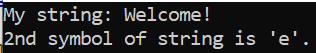 My string: Welcome!
2nd symbol of string is 'e'.